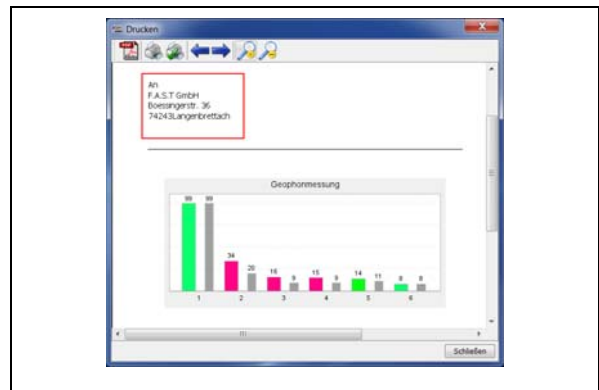 Drucken
An
F.A.S.T GmbH
Boessingerstr. 36
74243Langenbrettach
Geophonmessung
99 99
34 20 16 9 15 9 14 11 8 8
1 2 3 4 5 6
Schließen